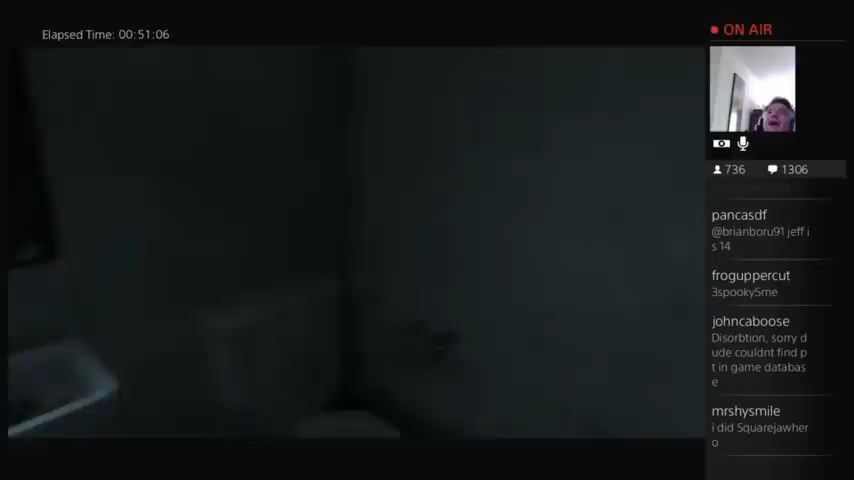 Elapsed Time: 00:51:06
ON AIR
736 1306
pancasdf
@brianboru91 jeff i
s 14
froguppercut
3spooky5me
johncaboose
Disorbtion, sorry d
ude couldnt find p
t in game databas
e
mrshysmile
i did Squarejawher
o